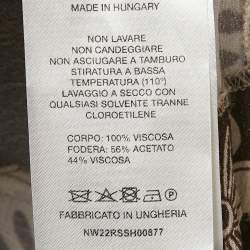 MADE IN HUNGARY
NON LAVARE
NON CANDEGGIARE
NON ASCIUGARE A TAMBURO
STIRATURA A BASSA
TEMPERATURA (110°)
LAVAGGIO A SECCO CON
QUALSIASI SOLVENTE TRANNE
CLOROETILENE
CORPO: 100% VISCOSA
FODERA: 56% ACETATO
44% VISCOSA
FABBRICATO IN UNGHERIA
NW22RSSH00877